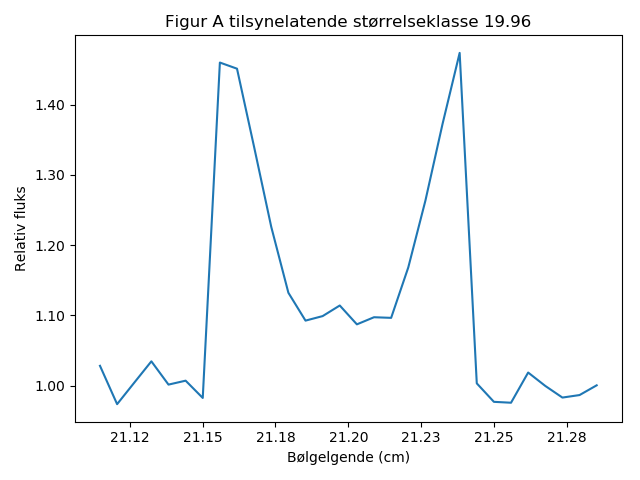 Figur A tilsynelatende størrelseklasse 19.96
1.40
1.30
1.20
1.10
1.00
Relativ fluks
21.12 21.15 21.18 21.20 21.23 21.25 21.28
Bølgelgende (cm)